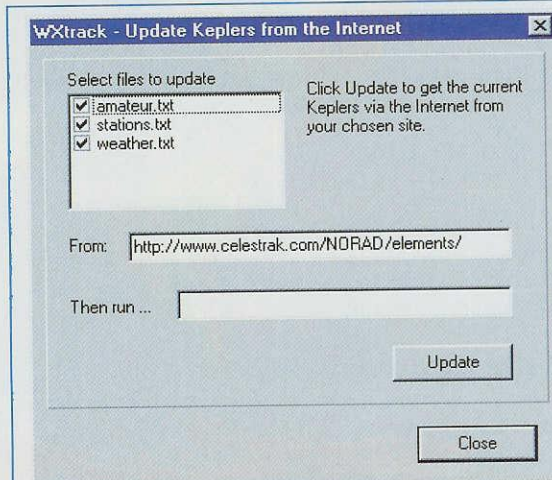 WXtrack - Update Keplers from the Internet
Select files to update
amateur.txt
stations.txt
weather.txt
Click Update to get the current
Keplers via the Internet from
your chosen site.
From:
http://www.celestrak.com/NORAD/elements/
Then run ...
Update
Close